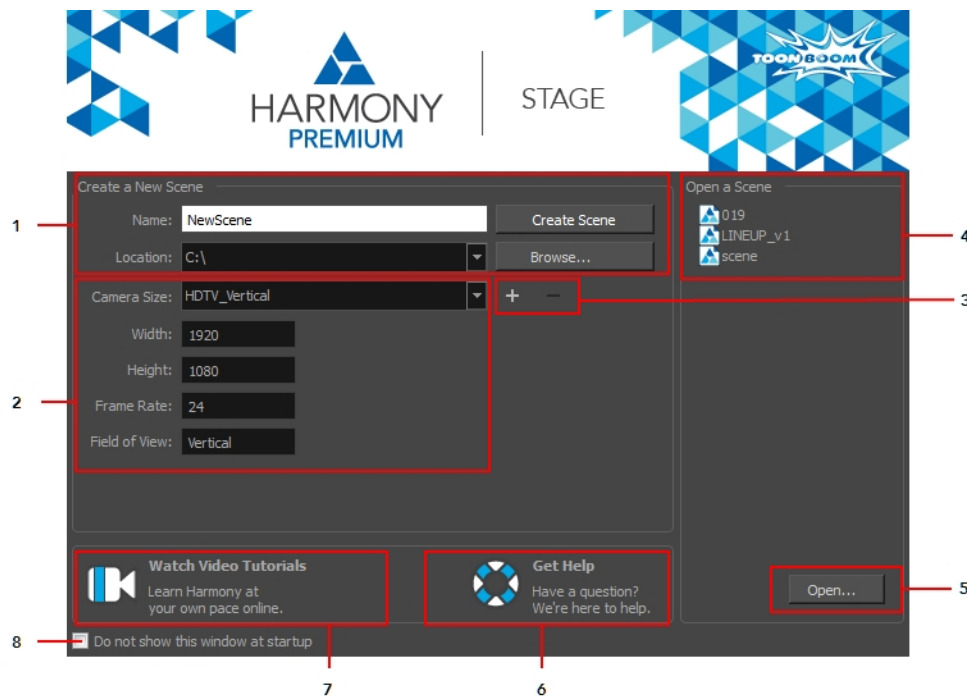 HARMONY
PREMIUM
STAGE
TOON BOOM
Create a New Scene
Open a Scene
1
Name: NewScene Create Scene
019
4
LINEUP_v1
Location: C:\ Browse...
scene
Camera Size: HDTV_Vertical + −
3
Width: 1920
Height: 1080
2
Frame Rate: 24
Field of View: Vertical
Watch Video Tutorials
Learn Harmony at
your own pace online.
Get Help
Have a question?
We're here to help.
Open...
5
8
Do not show this window at startup
7
6